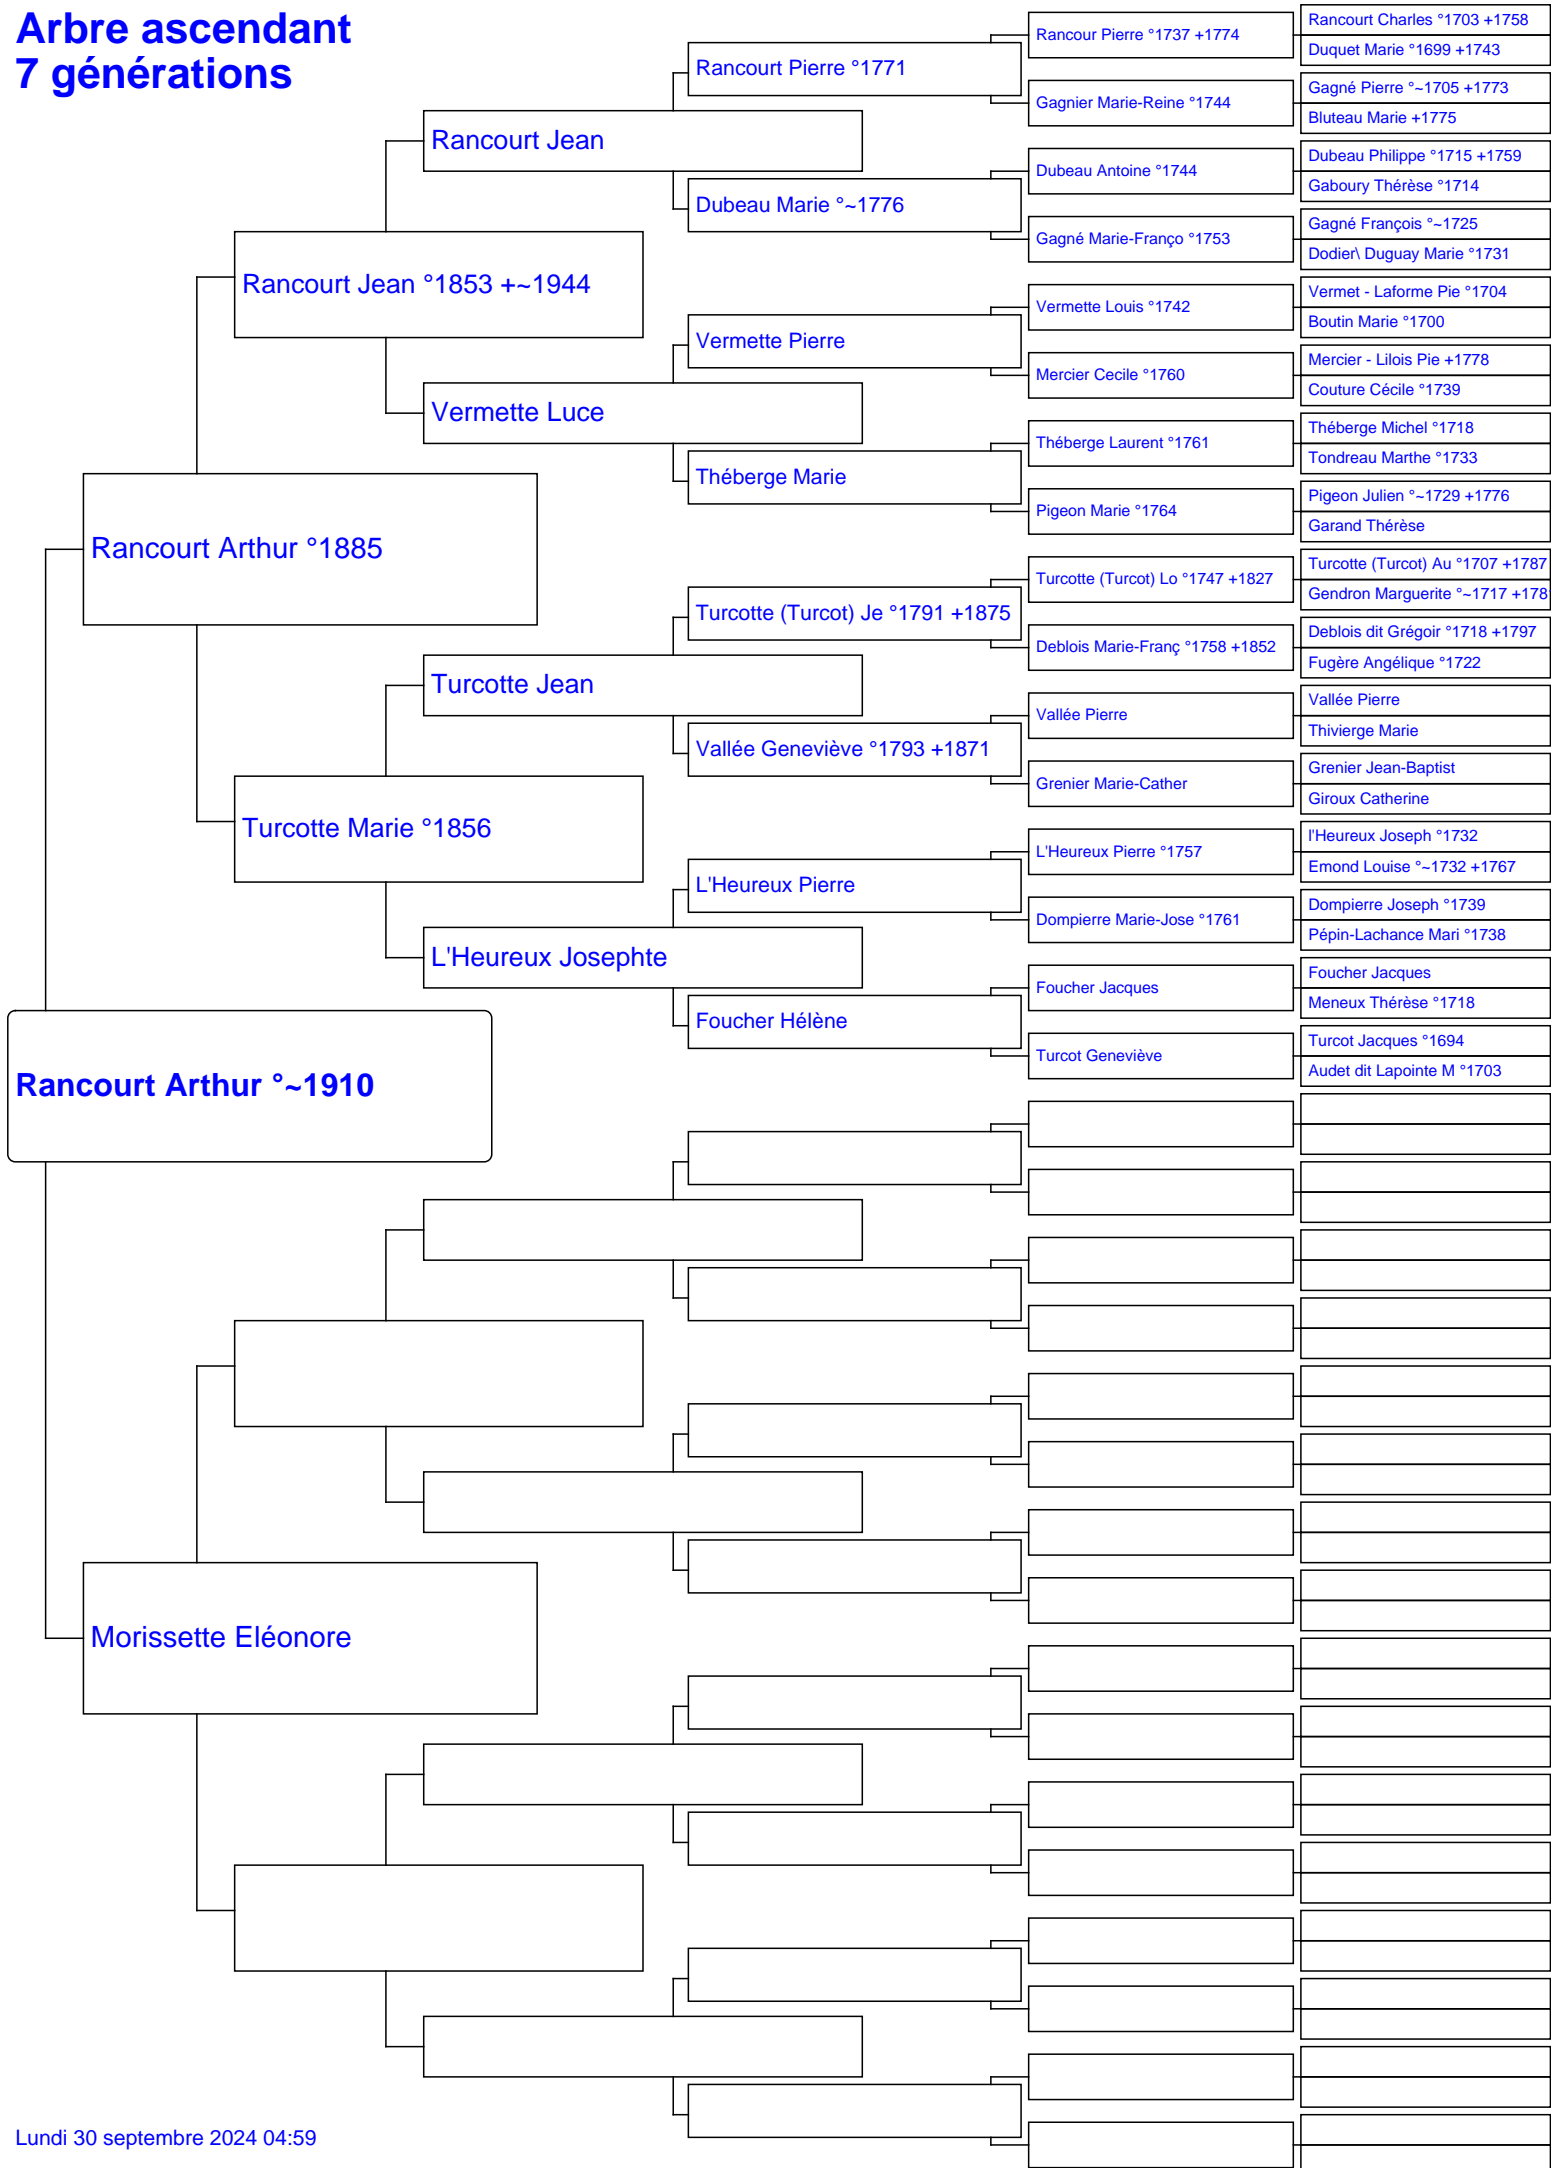 Arbre ascendant
7 générations
Rancourt Arthur °~1910
Rancourt Arthur °1885
Morissette Eléonore
Rancourt Jean °1853 +~1944
Turcotte Marie °1856
Rancourt Jean
Vermette Luce
Turcotte Jean
L'Heureux Josephte
Rancourt Pierre °1771
Dubeau Marie °~1776
Vermette Pierre
Théberge Marie
Turcotte (Turcot) Je °1791 +1875
Vallée Geneviève °1793 +1871
L'Heureux Pierre
Foucher Hélène
Rancour Pierre °1737 +1774
Gagnier Marie-Reine °1744
Dubeau Antoine °1744
Gagné Marie-Franço °1753
Vermette Louis °1742
Mercier Cecile °1760
Théberge Laurent °1761
Pigeon Marie °1764
Turcotte (Turcot) Lo °1747 +1827
Deblois Marie-Franç °1758 +1852
Vallée Pierre
Grenier Marie-Cather
L'Heureux Pierre °1757
Dompierre Marie-Jose °1761
Foucher Jacques
Turcot Geneviève
Rancourt Charles °1703 +1758
Duquet Marie °1699 +1743
Gagné Pierre °~1705 +1773
Bluteau Marie +1775
Dubeau Philippe °1715 +1759
Gaboury Thérèse °1714
Gagné François °~1725
Dodier\ Duguay Marie °1731
Vermet - Laforme Pie °1704
Boutin Marie °1700
Mercier - Lilois Pie +1778
Couture Cécile °1739
Théberge Michel °1718
Tondreau Marthe °1733
Pigeon Julien °~1729 +1776
Garand Thérèse
Turcotte (Turcot) Au °1707 +1787
Gendron Marguerite °~1717 +178
Deblois dit Grégoir °1718 +1797
Fugère Angélique °1722
Vallée Pierre
Thivierge Marie
Grenier Jean-Baptist
Giroux Catherine
l'Heureux Joseph °1732
Emond Louise °~1732 +1767
Dompierre Joseph °1739
Pépin-Lachance Mari °1738
Foucher Jacques
Meneux Thérèse °1718
Turcot Jacques °1694
Audet dit Lapointe M °1703
Lundi 30 septembre 2024 04:59